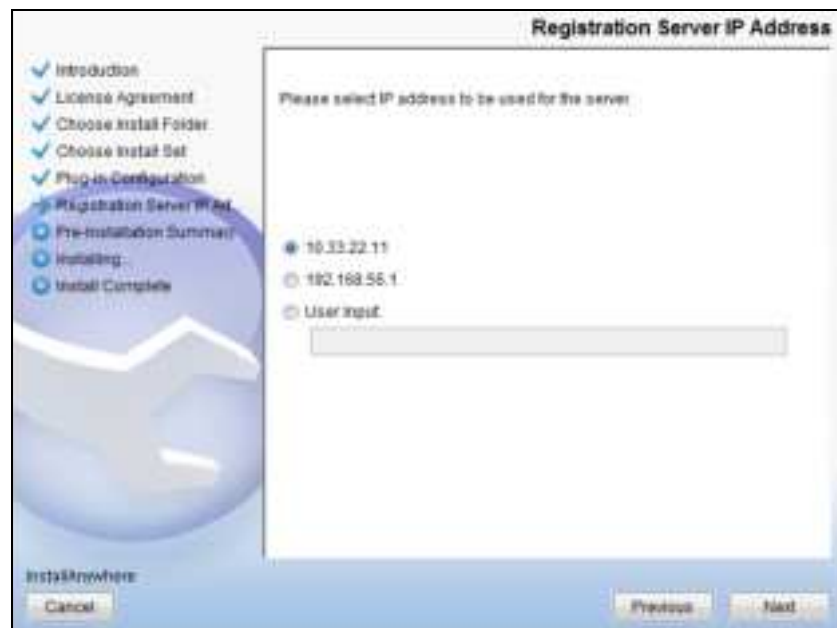 Registration Server IP Address
Introduction
License Agreement
Choose Install Folder
Choose Install Set
Plug-in Configuration
Registration Server IP Ad
Pre-Installation Summary
Installing
Install Complete
Please select IP address to be used for the server
10.33.22.11
192.168.56.1
User Input
InstallAnywhere
Cancel
Previous
Next